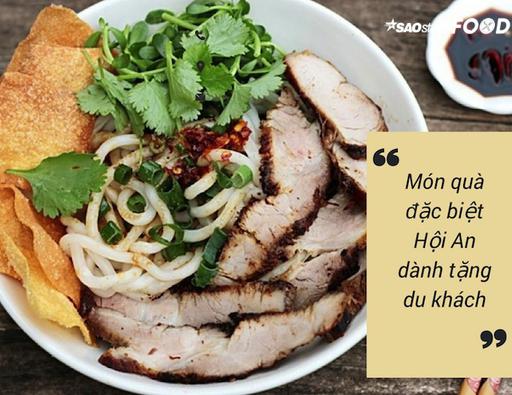 SAOstar FOOD
“
Món quà
đặc biệt
Hội An
dành tặng
du khách
”